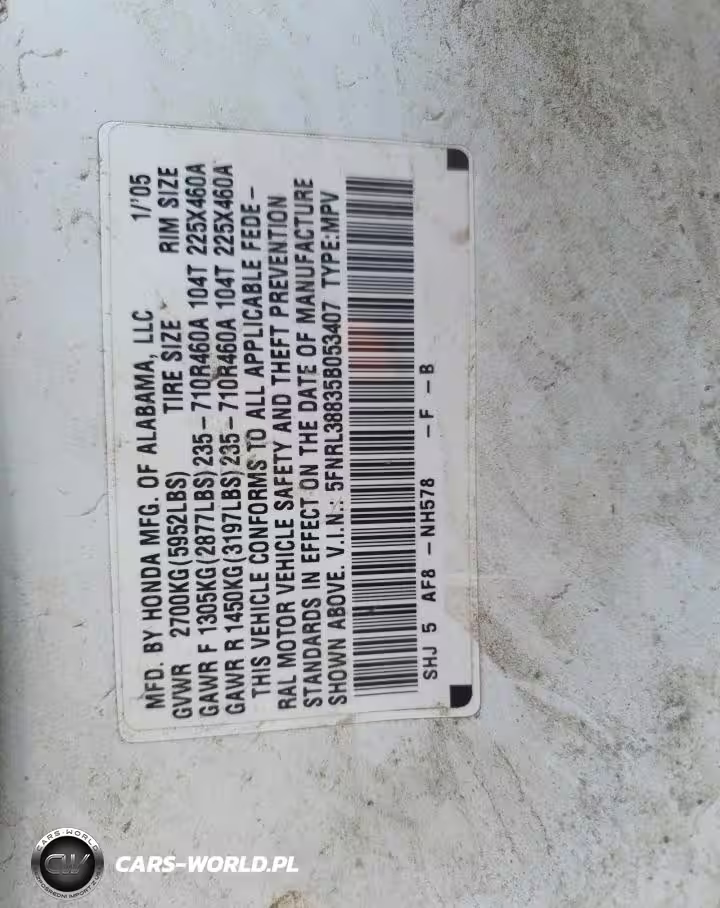 MFD. BY HONDA MFG. OF ALABAMA, LLC 1/'05
GVWR 2700KG(5952LBS) TIRE SIZE RIM SIZE
GAWR F 1305KG(2877LBS)235-710R460A 104T 225X460A
GAWR R 1450KG(3197LBS)235-710R460A 104T 225X460A
THIS VEHICLE CONFORMS TO ALL APPLICABLE FEDE-
RAL MOTOR VEHICLE SAFETY AND THEFT PREVENTION
STANDARDS IN EFFECT ON THE DATE OF MANUFACTURE
SHOWN ABOVE. V.I.N.: 5FNRL38835B053407 TYPE:MPV
SHJ 5 AF8 -NH578 -F -B
CARS-WORLD
CW
CARS-WORLD.PL